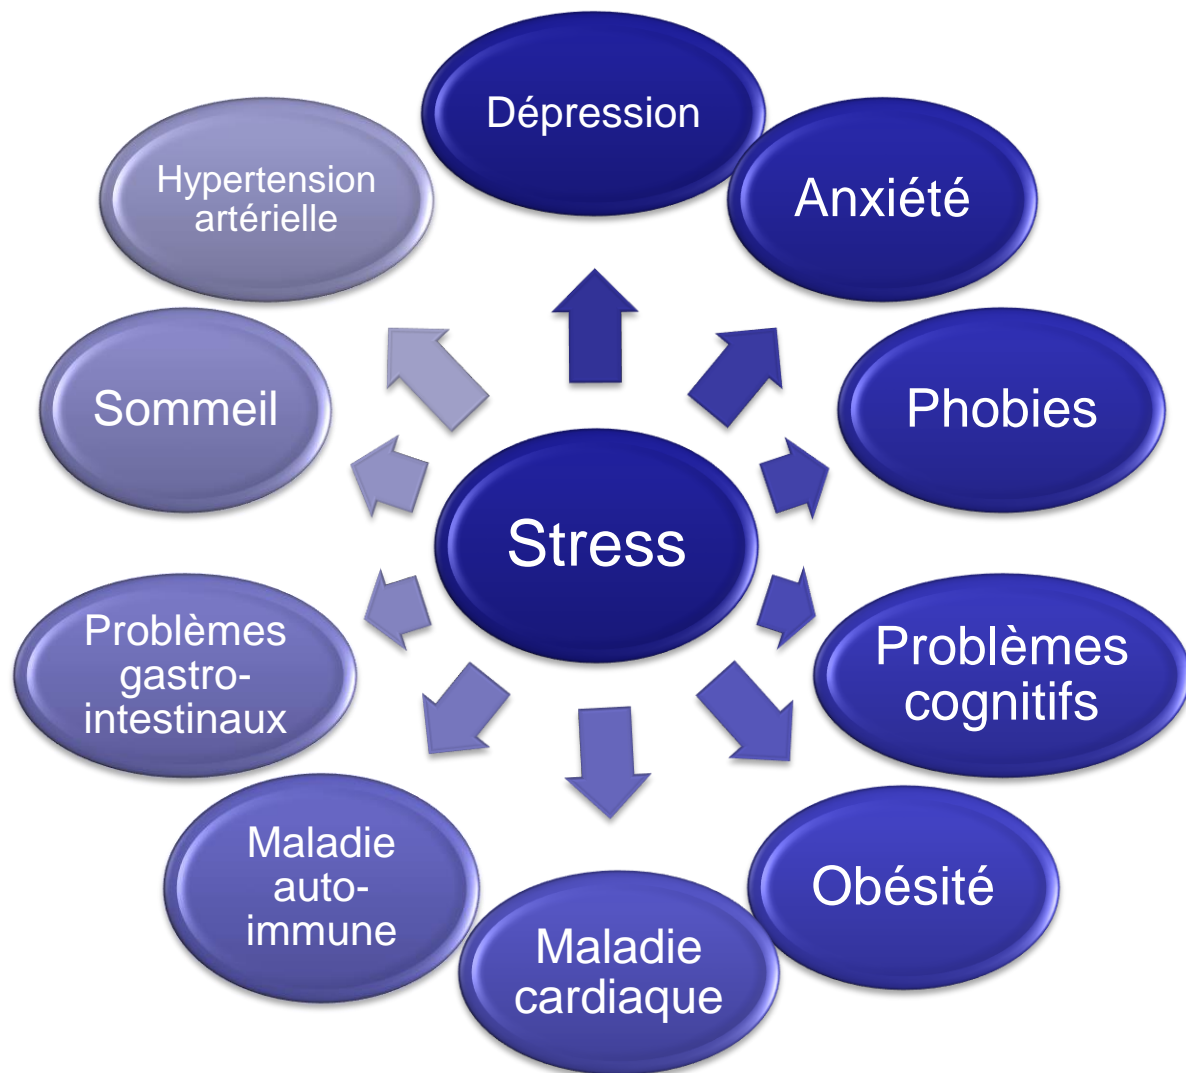 Dépression
Anxiété
Phobies
Problèmes
cognitifs
Obésité
Maladie
cardiaque
Maladie
auto-
immune
Problèmes
gastro-
intestinaux
Sommeil
Hypertension
artérielle
Stress